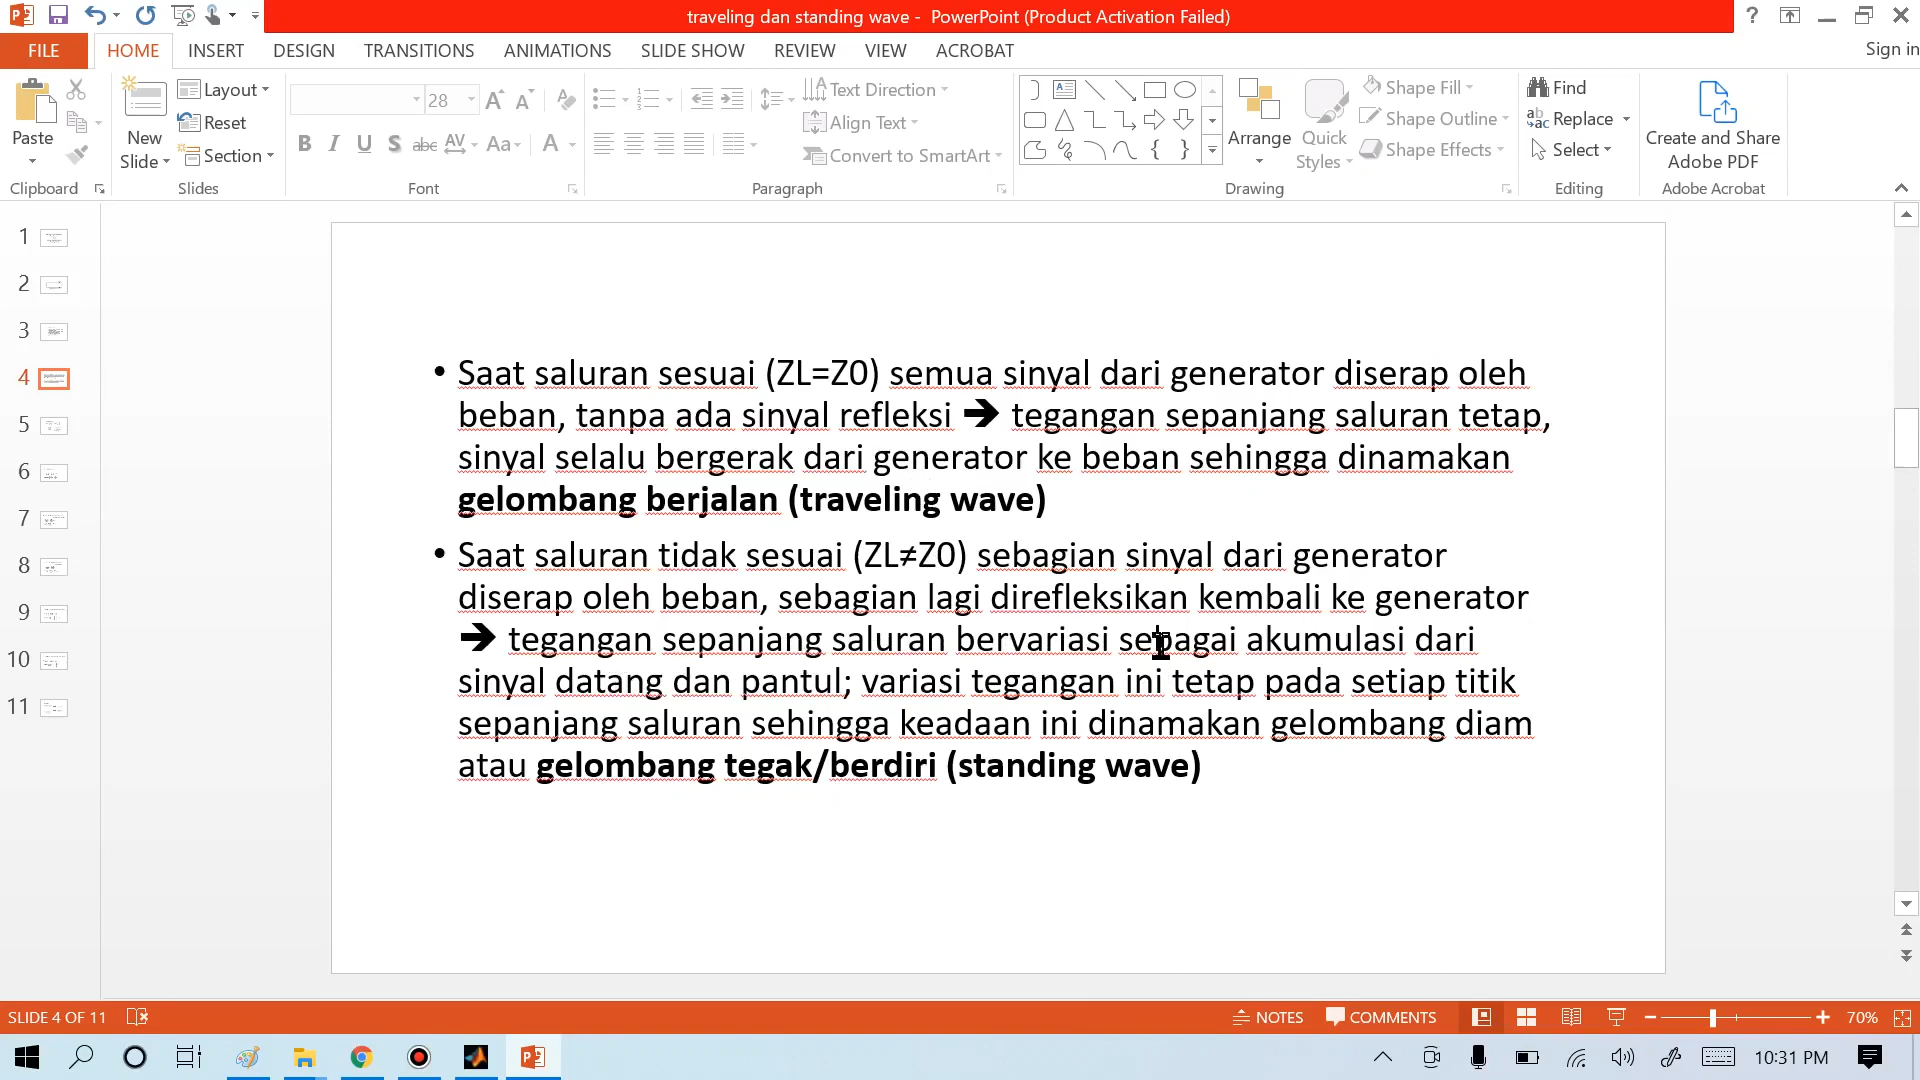 traveling dan standing wave - PowerPoint (Product Activation Failed)
?
FILE HOME INSERT DESIGN TRANSITIONS ANIMATIONS SLIDE SHOW REVIEW VIEW ACROBAT
Sign in
Paste
Clipboard
New Slide
Layout
Reset
Section
Slides
28
B I U S abc AV Aa A
Font
Text Direction
Align Text
Convert to SmartArt
Paragraph
Arrange
Quick Styles
Shape Fill
Shape Outline
Shape Effects
Drawing
Find
Replace
Select
Editing
Create and Share
Adobe PDF
Adobe Acrobat
1
2
3
4
5
6
7
8
9
10
11
• Saat saluran sesuai (ZL=Z0) semua sinyal dari generator diserap oleh
beban, tanpa ada sinyal refleksi ➔ tegangan sepanjang saluran tetap,
sinyal selalu bergerak dari generator ke beban sehingga dinamakan
gelombang berjalan (traveling wave)
• Saat saluran tidak sesuai (ZL≠Z0) sebagian sinyal dari generator
diserap oleh beban, sebagian lagi direfleksikan kembali ke generator
➔ tegangan sepanjang saluran bervariasi sebagai akumulasi dari
sinyal datang dan pantul; variasi tegangan ini tetap pada setiap titik
sepanjang saluran sehingga keadaan ini dinamakan gelombang diam
atau gelombang tegak/berdiri (standing wave)
SLIDE 4 OF 11
NOTES
COMMENTS
70%
10:31 PM